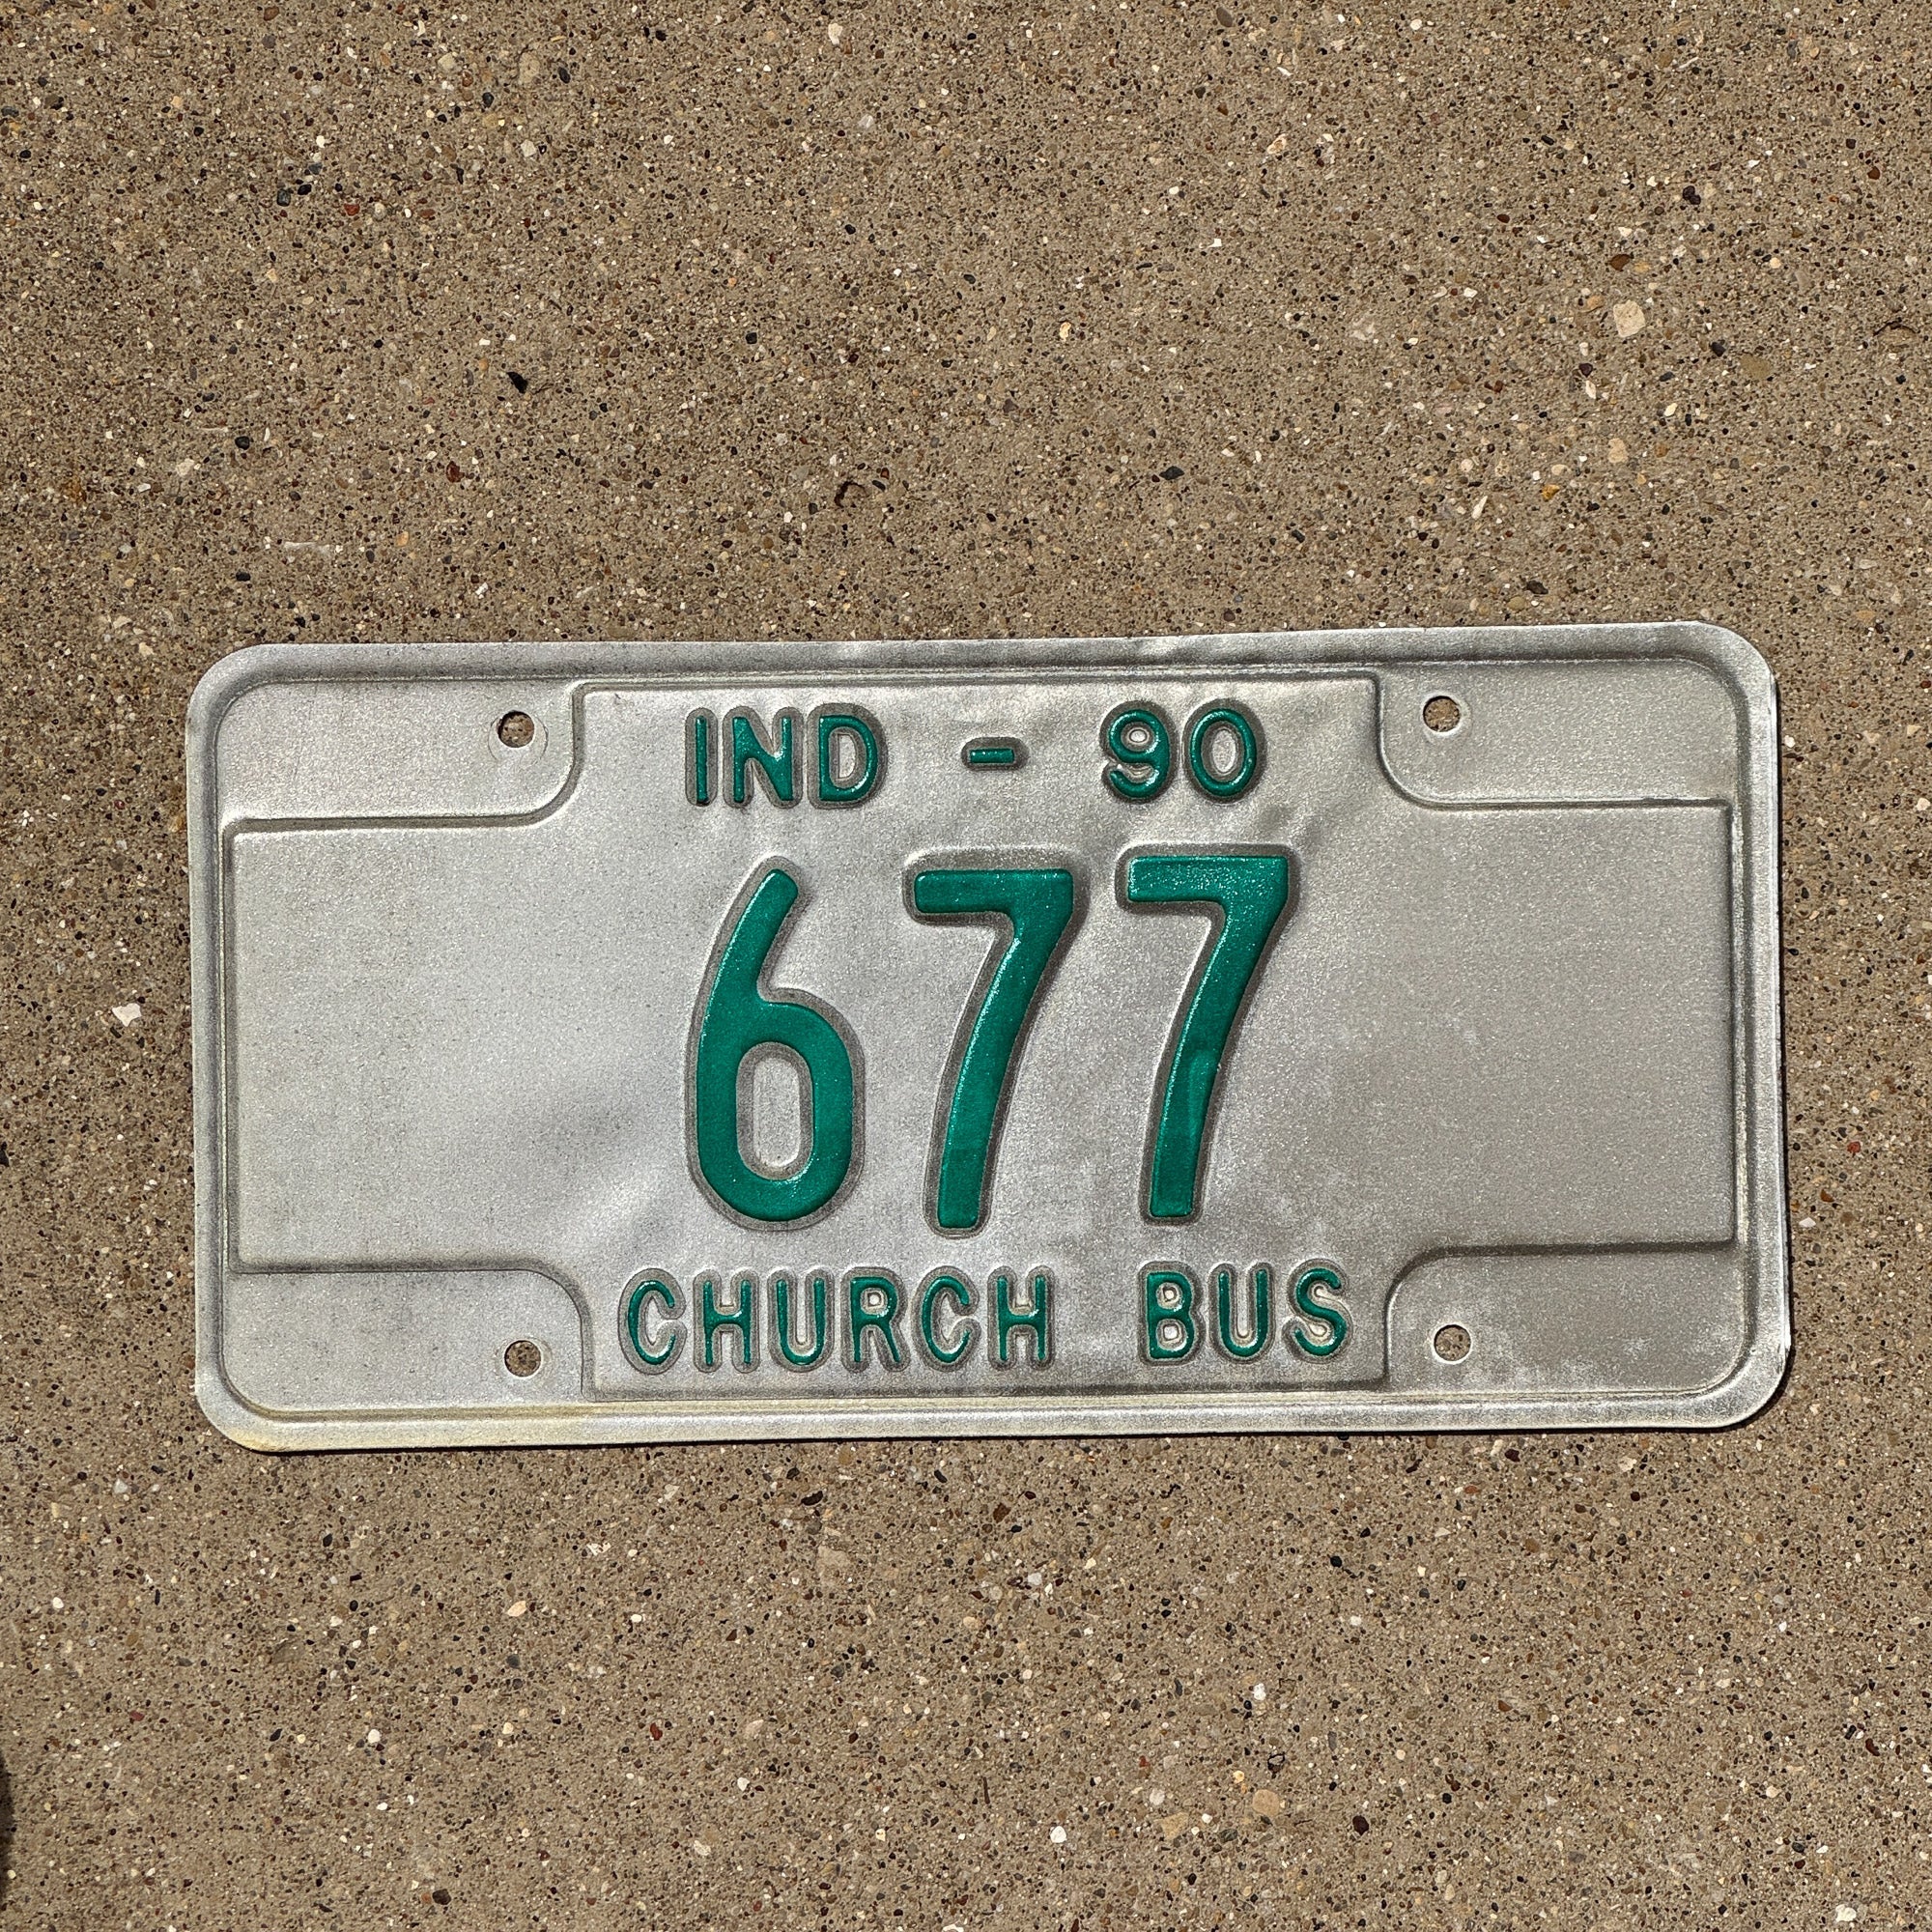 IND - 90
677
CHURCH BUS